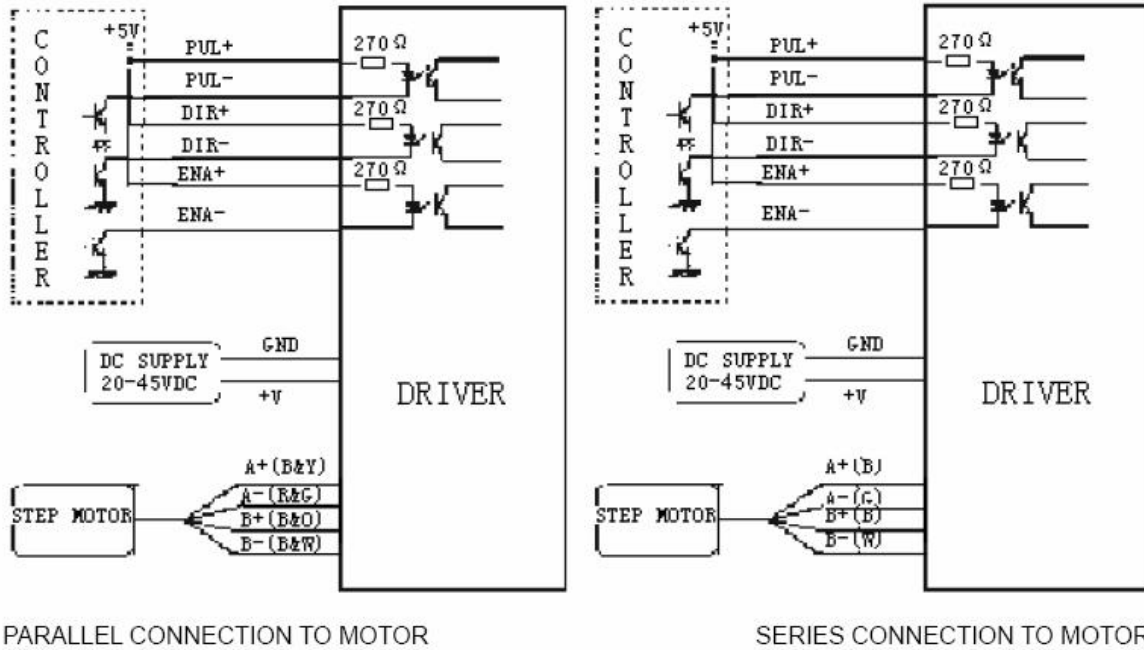 CONTROLLER
+5V
PUL+
270Ω
PUL-
DIR+
270Ω
DIR-
270Ω
ENA+
ENA-
DC SUPPLY
20-45VDC
GND
+V
DRIVER
STEP MOTOR
A+(B&Y)
A-(R&G)
B+(B&O)
B-(B&W)
PARALLEL CONNECTION TO MOTOR
CONTROLLER
+5V
PUL+
270Ω
PUL-
DIR+
270Ω
DIR-
270Ω
ENA+
ENA-
DC SUPPLY
20-45VDC
GND
+V
DRIVER
STEP MOTOR
A+(B)
A-(G)
B+(B)
B-(W)
SERIES CONNECTION TO MOTOR